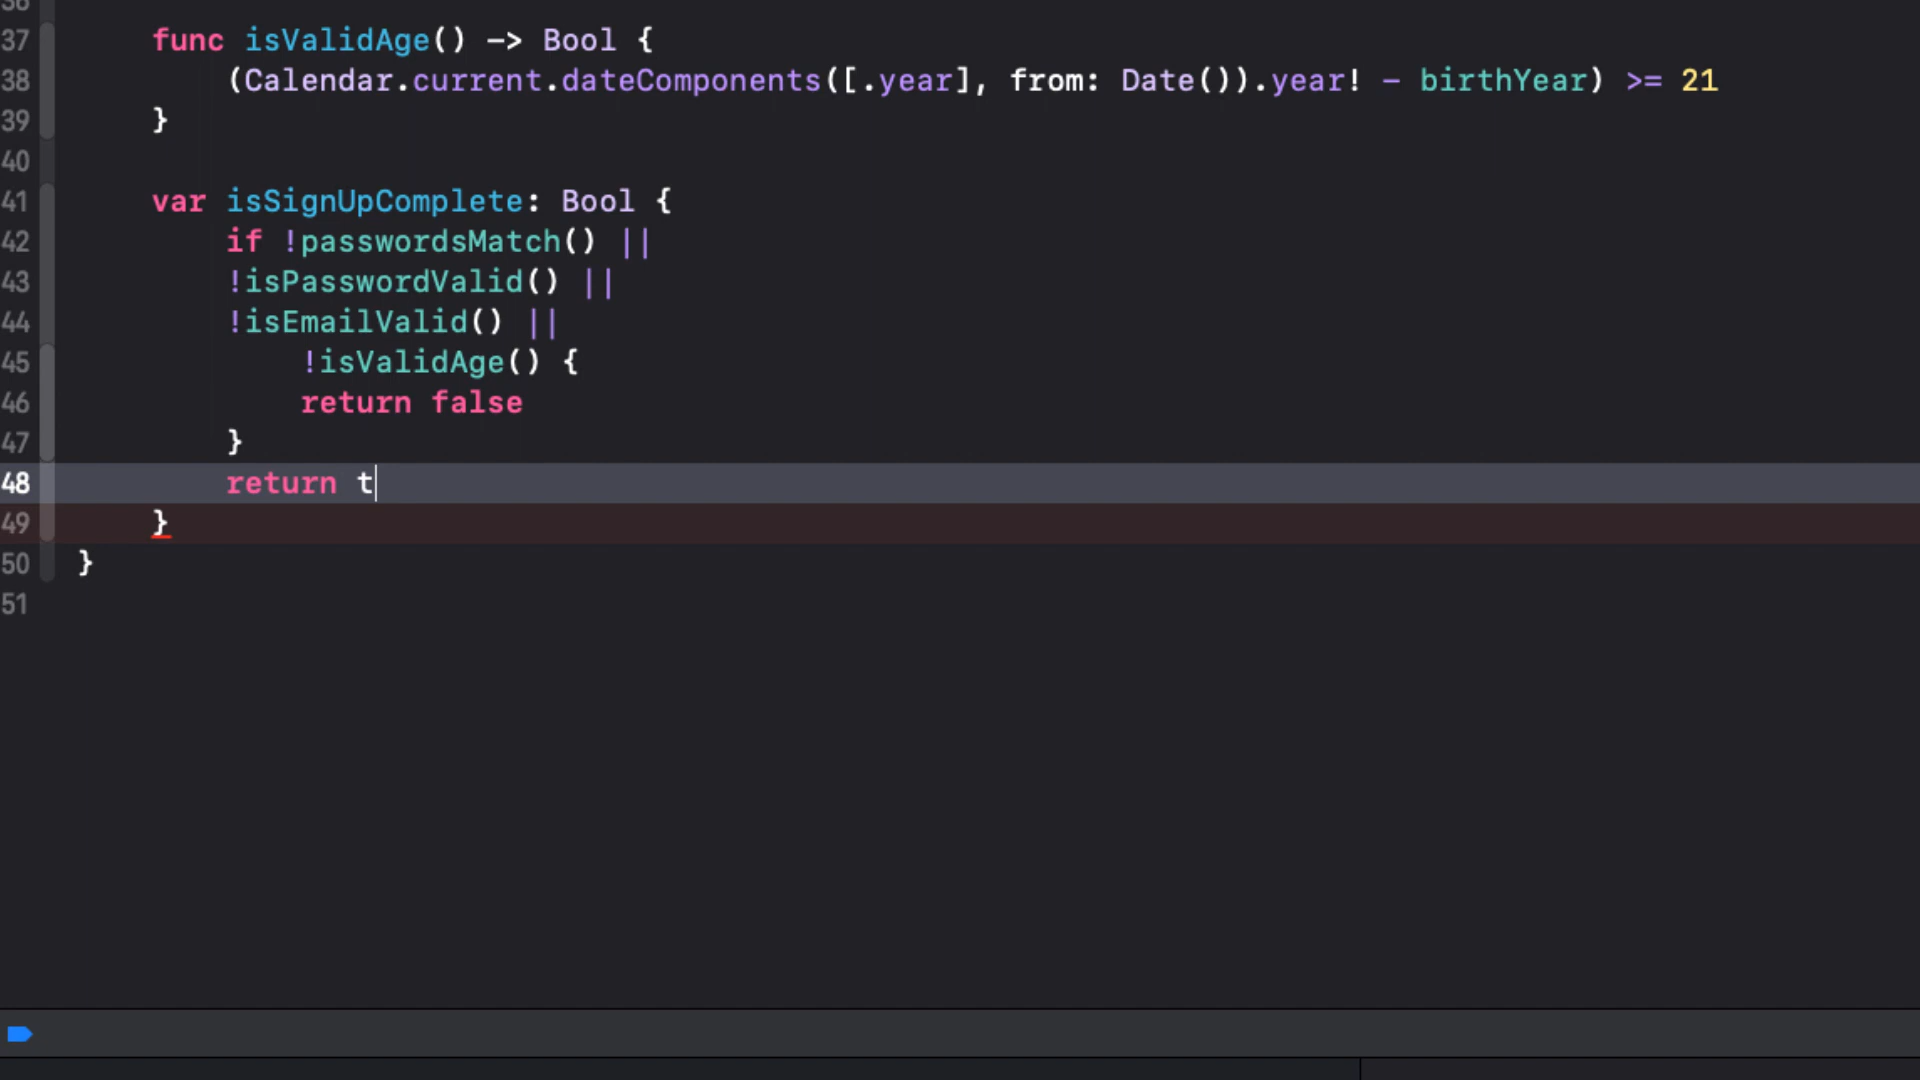 36
37 func isValidAge() -> Bool {
38 (Calendar.current.dateComponents([.year], from: Date()).year! - birthYear) >= 21
39 }
40
41 var isSignUpComplete: Bool {
42 if !passwordsMatch() ||
43 !isPasswordValid() ||
44 !isEmailValid() ||
45 !isValidAge() {
46 return false
47 }
48 return t
49 }
50 }
51